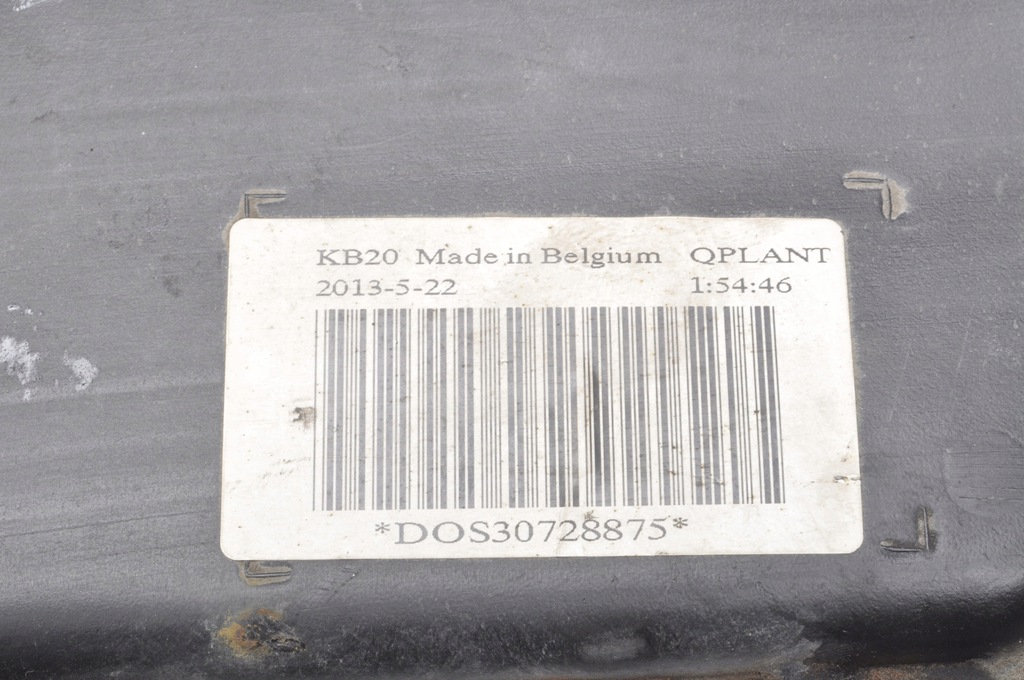 KB20 Made in Belgium QPLANT
2013-5-22 1:54:46
*DOS30728875*